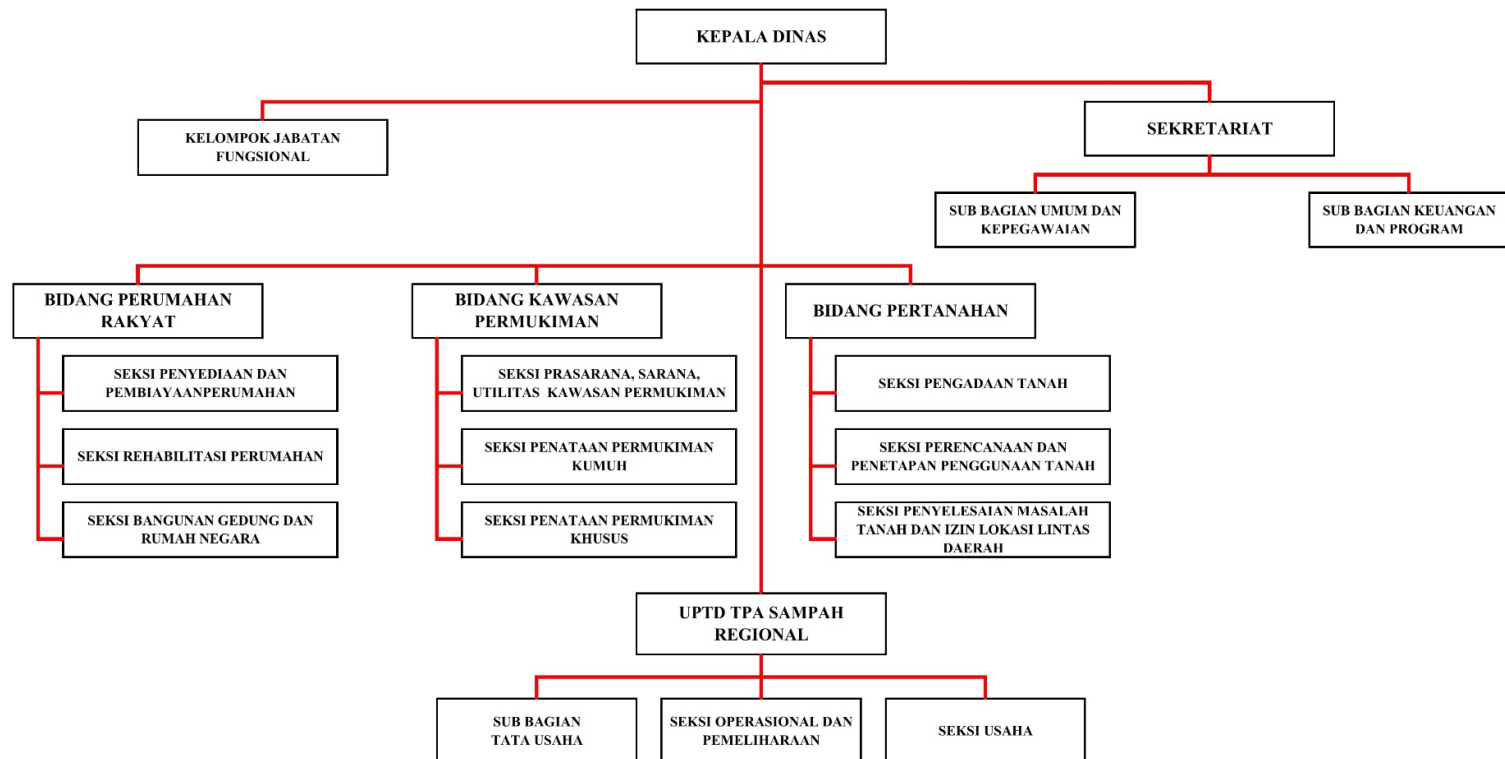 KEPALA DINAS
KELOMPOK JABATAN
FUNGSIONAL
SEKRETARIAT
SUB BAGIAN UMUM DAN
KEPEGAWAIAN
SUB BAGIAN KEUANGAN
DAN PROGRAM
BIDANG PERUMAHAN
RAKYAT
SEKSI PENYEDIAAN DAN
PEMBIAYAANPERUMAHAN
SEKSI REHABILITASI PERUMAHAN
SEKSI BANGUNAN GEDUNG DAN
RUMAH NEGARA
BIDANG KAWASAN
PERMUKIMAN
SEKSI PRASARANA, SARANA,
UTILITAS KAWASAN PERMUKIMAN
SEKSI PENATAAN PERMUKIMAN
KUMUH
SEKSI PENATAAN PERMUKIMAN
KHUSUS
BIDANG PERTANAHAN
SEKSI PENGADAAN TANAH
SEKSI PERENCANAAN DAN
PENETAPAN PENGGUNAAN TANAH
SEKSI PENYELESAIAN MASALAH
TANAH DAN IZIN LOKASI LINTAS
DAERAH
UPTD TPA SAMPAH
REGIONAL
SUB BAGIAN
TATA USAHA
SEKSI OPERASIONAL DAN
PEMELIHARAAN
SEKSI USAHA